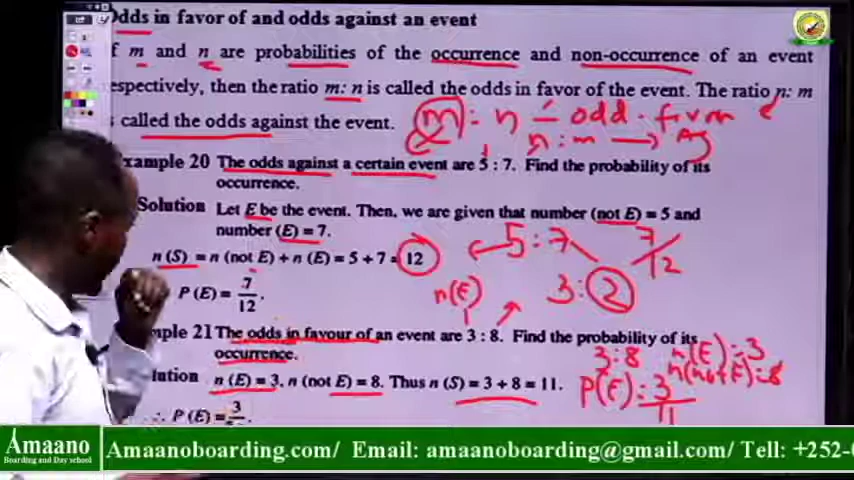 Odds in favor of and odds against an event
f m and n are probabilities of the occurrence and non-occurrence of an event
espectively, then the ratio m: n is called the odds in favor of the event. The ratio n: m
called the odds against the event.
m : n
n : m → Ag
xample 20 The odds against a certain event are 5 : 7. Find the probability of its
occurrence.
Solution Let E be the event. Then, we are given that number (not E) = 5 and
number (E) = 7.
5 : 7
7/12
n (S) = n (not E) + n (E) = 5 + 7 = 12
3 : 2
n(E)
P (E) = 7/12.
mple 21 The odds in favour of an event are 3 : 8. Find the probability of its
occurrence.
3 : 8
n(E) = 3
n(not E) = 8
ution n (E) = 3, n (not E) = 8. Thus n (S) = 3 + 8 = 11.
P(E) = 3/11
∴ P (E) = 3
Amaano
Boarding and Day school
Amaanoboarding.com/ Email: amaanoboarding@gmail.com/ Tell: +252-